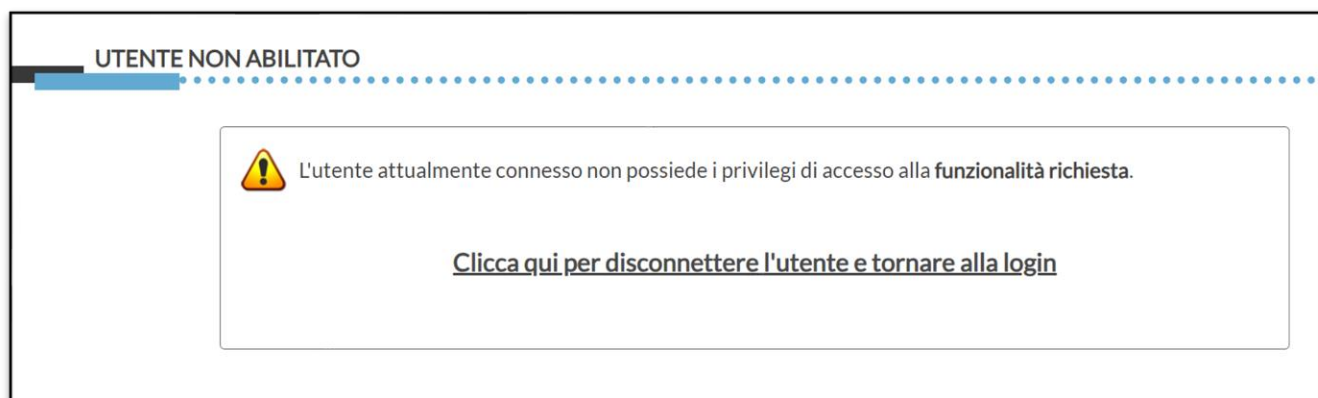 UTENTE NON ABILITATO
L'utente attualmente connesso non possiede i privilegi di accesso alla funzionalità richiesta.
Clicca qui per disconnettere l'utente e tornare alla login